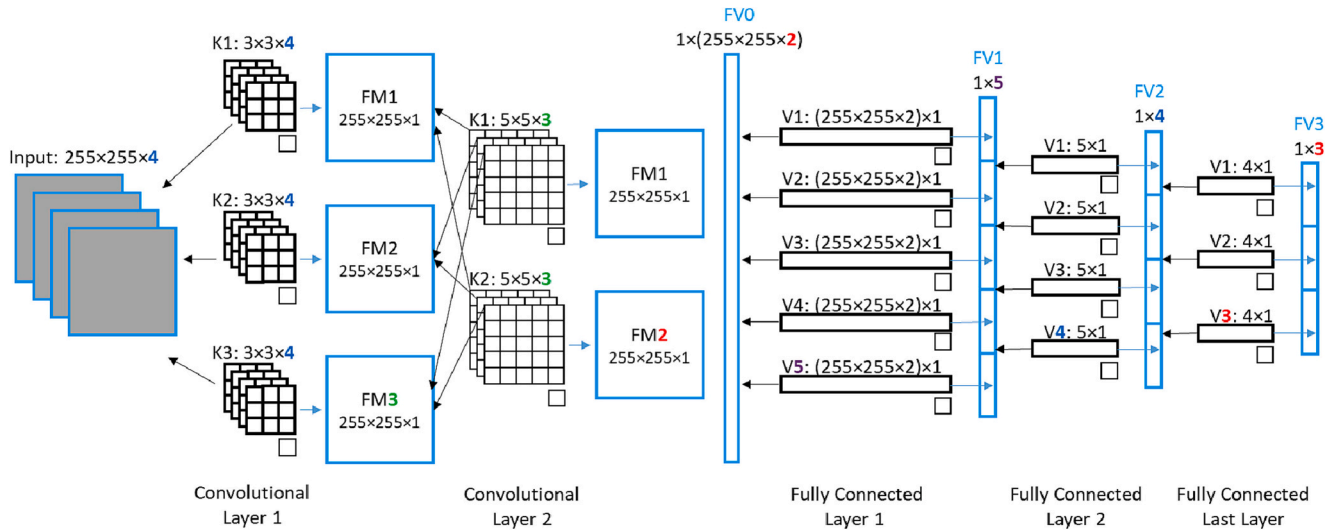 Input: 255×255×4
K1: 3×3×4
K2: 3×3×4
K3: 3×3×4
FM1
255×255×1
FM2
255×255×1
FM3
255×255×1
K1: 5×5×3
K2: 5×5×3
FM1
255×255×1
FM2
255×255×1
FV0
1×(255×255×2)
V1: (255×255×2)×1
V2: (255×255×2)×1
V3: (255×255×2)×1
V4: (255×255×2)×1
V5: (255×255×2)×1
FV1
1×5
V1: 5×1
V2: 5×1
V3: 5×1
V4: 5×1
FV2
1×4
V1: 4×1
V2: 4×1
V3: 4×1
FV3
1×3
Convolutional
Layer 1
Convolutional
Layer 2
Fully Connected
Layer 1
Fully Connected
Layer 2
Fully Connected
Last Layer